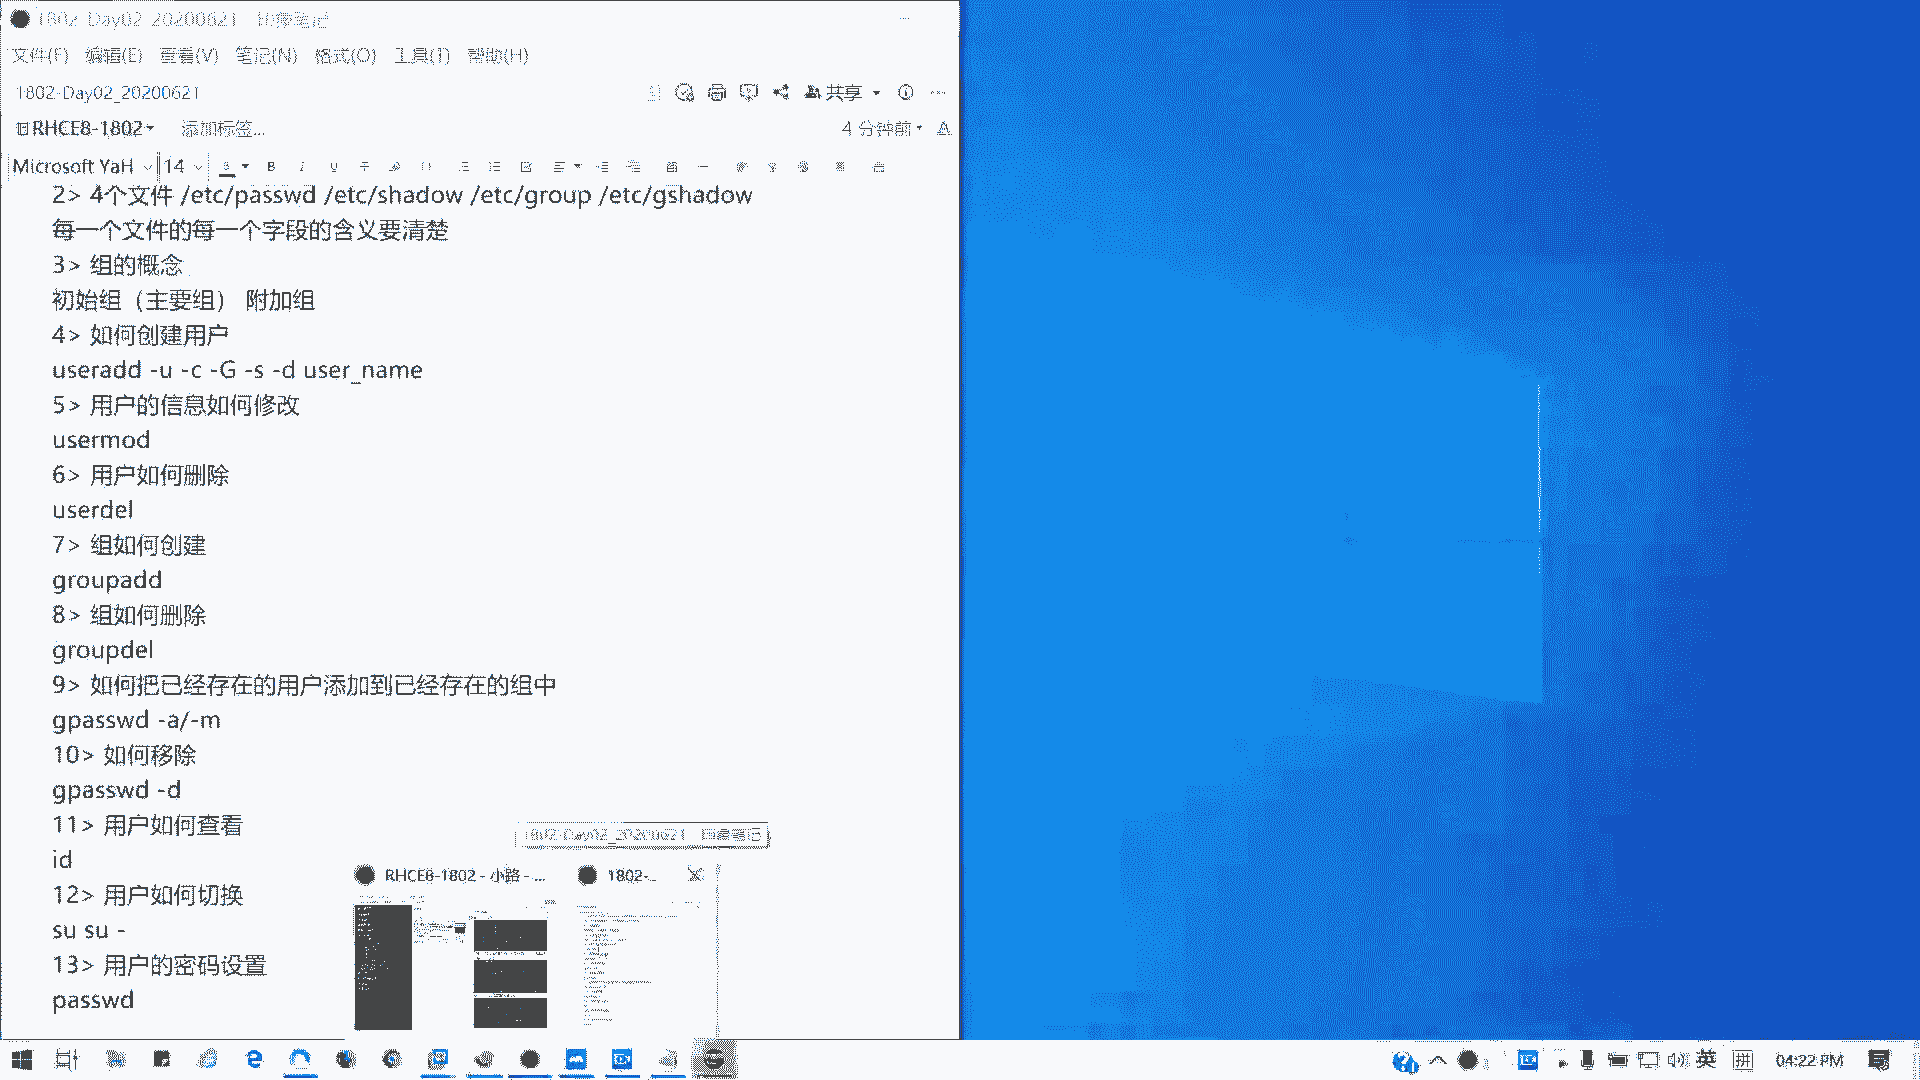 1802-Day02_20200621 - 印象笔记
文件(F) 编辑(E) 查看(V) 笔记(N) 格式(O) 工具(T) 帮助(H)
1802-Day02_20200621
共享
RHCE8-1802
添加标签...
4 分钟前
Microsoft YaH 14
2> 4个文件 /etc/passwd /etc/shadow /etc/group /etc/gshadow
每一个文件的每一个字段的含义要清楚
3> 组的概念
初始组（主要组） 附加组
4> 如何创建用户
useradd -u -c -G -s -d user_name
5> 用户的信息如何修改
usermod
6> 用户如何删除
userdel
7> 组如何创建
groupadd
8> 组如何删除
groupdel
9> 如何把已经存在的用户添加到已经存在的组中
gpasswd -a/-m
10> 如何移除
gpasswd -d
11> 用户如何查看
id
12> 用户如何切换
su su -
13> 用户的密码设置
passwd
1802-Day02_20200621 - 印象笔记
RHCE8-1802 - 小路 - ...
1802-...
英
拼
04:22 PM